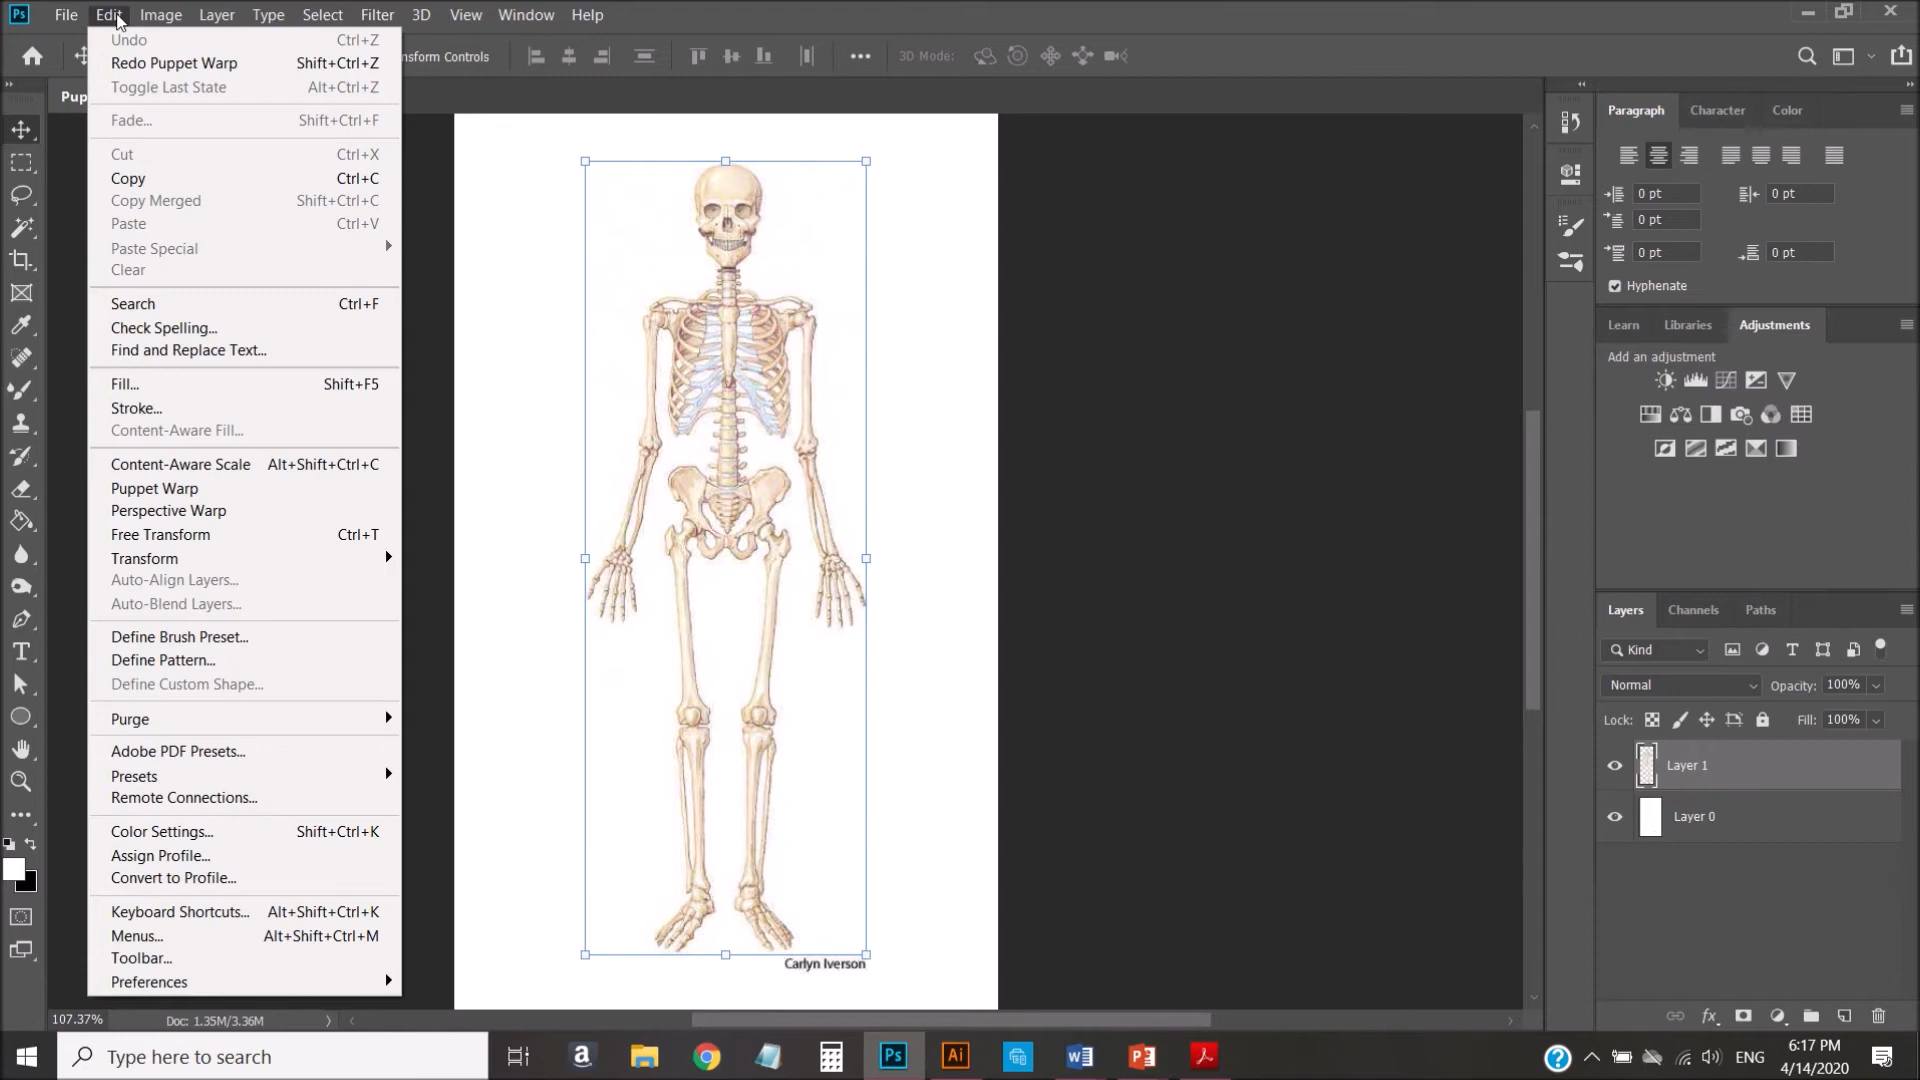 Ps File Edit Image Layer Type Select Filter 3D View Window Help
nsform Controls 3D Mode:
Pup
Undo Ctrl+Z
Redo Puppet Warp Shift+Ctrl+Z
Toggle Last State Alt+Ctrl+Z
Fade... Shift+Ctrl+F
Cut Ctrl+X
Copy Ctrl+C
Copy Merged Shift+Ctrl+C
Paste Ctrl+V
Paste Special
Clear
Search Ctrl+F
Check Spelling...
Find and Replace Text...
Fill... Shift+F5
Stroke...
Content-Aware Fill...
Content-Aware Scale Alt+Shift+Ctrl+C
Puppet Warp
Perspective Warp
Free Transform Ctrl+T
Transform
Auto-Align Layers...
Auto-Blend Layers...
Define Brush Preset...
Define Pattern...
Define Custom Shape...
Purge
Adobe PDF Presets...
Presets
Remote Connections...
Color Settings... Shift+Ctrl+K
Assign Profile...
Convert to Profile...
Keyboard Shortcuts... Alt+Shift+Ctrl+K
Menus... Alt+Shift+Ctrl+M
Toolbar...
Preferences
Carlyn Iverson
Paragraph Character Color
0 pt 0 pt
0 pt
0 pt 0 pt
Hyphenate
Learn Libraries Adjustments
Add an adjustment
Layers Channels Paths
Kind
Normal Opacity: 100%
Lock: Fill: 100%
Layer 1
Layer 0
fx
107.37% Doc: 1.35M/3.36M
Type here to search
a Ps Ai
ENG
6:17 PM
4/14/2020